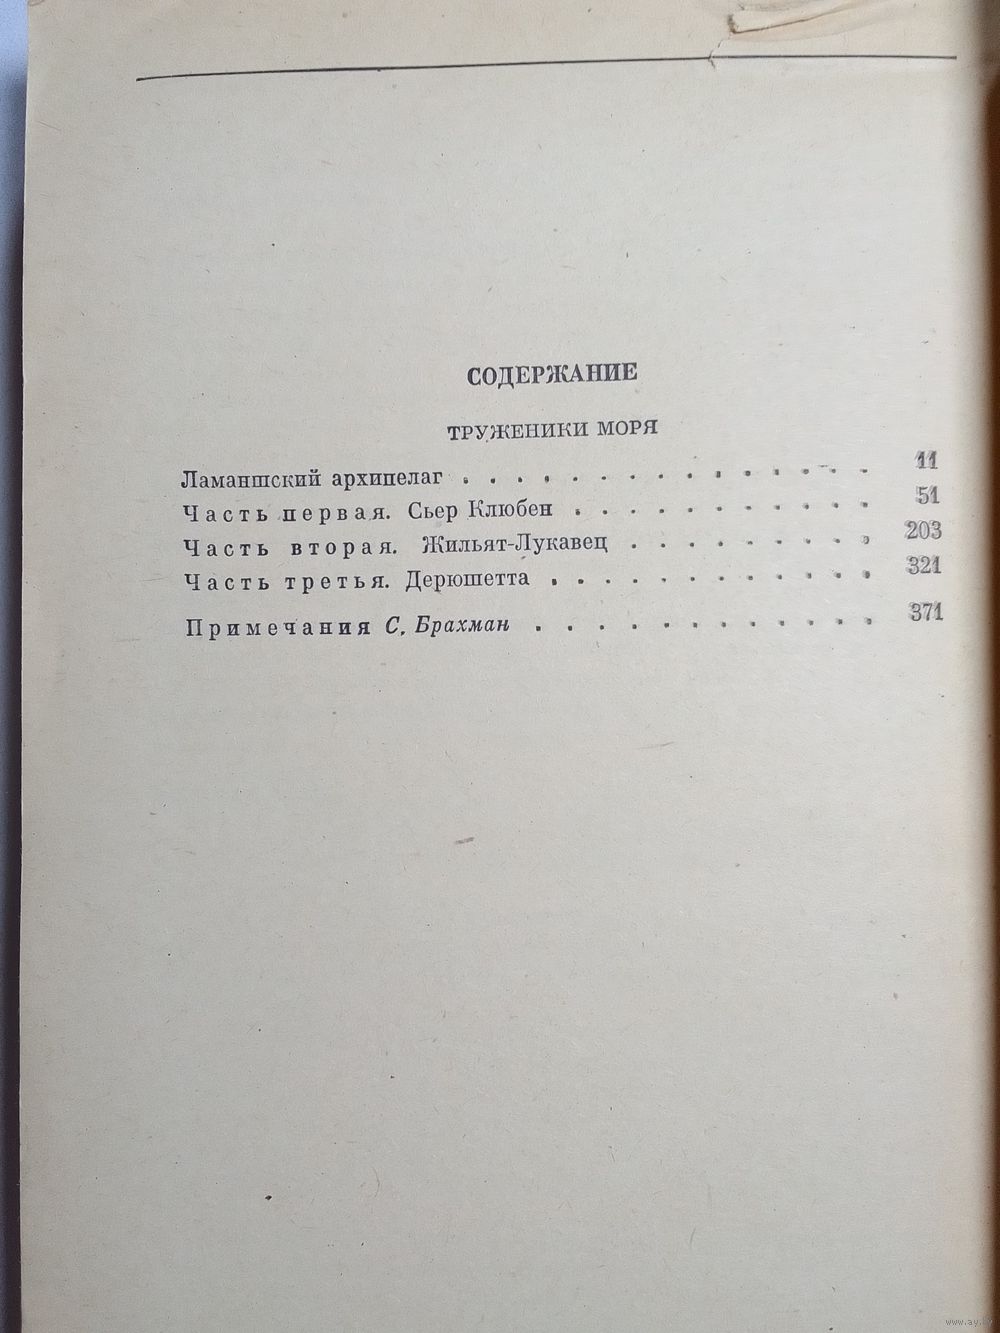 СОДЕРЖАНИЕ
ТРУЖЕНИКИ МОРЯ
Ламаншский архипелаг . . . . . . . . . . . . . . . 11
Часть первая. Сьер Клюбен . . . . . . . . . . . 51
Часть вторая. Жильят-Лукавец . . . . . . . . . 203
Часть третья. Дерюшетта . . . . . . . . . . . . 321
Примечания С. Брахман . . . . . . . . . . . . 371